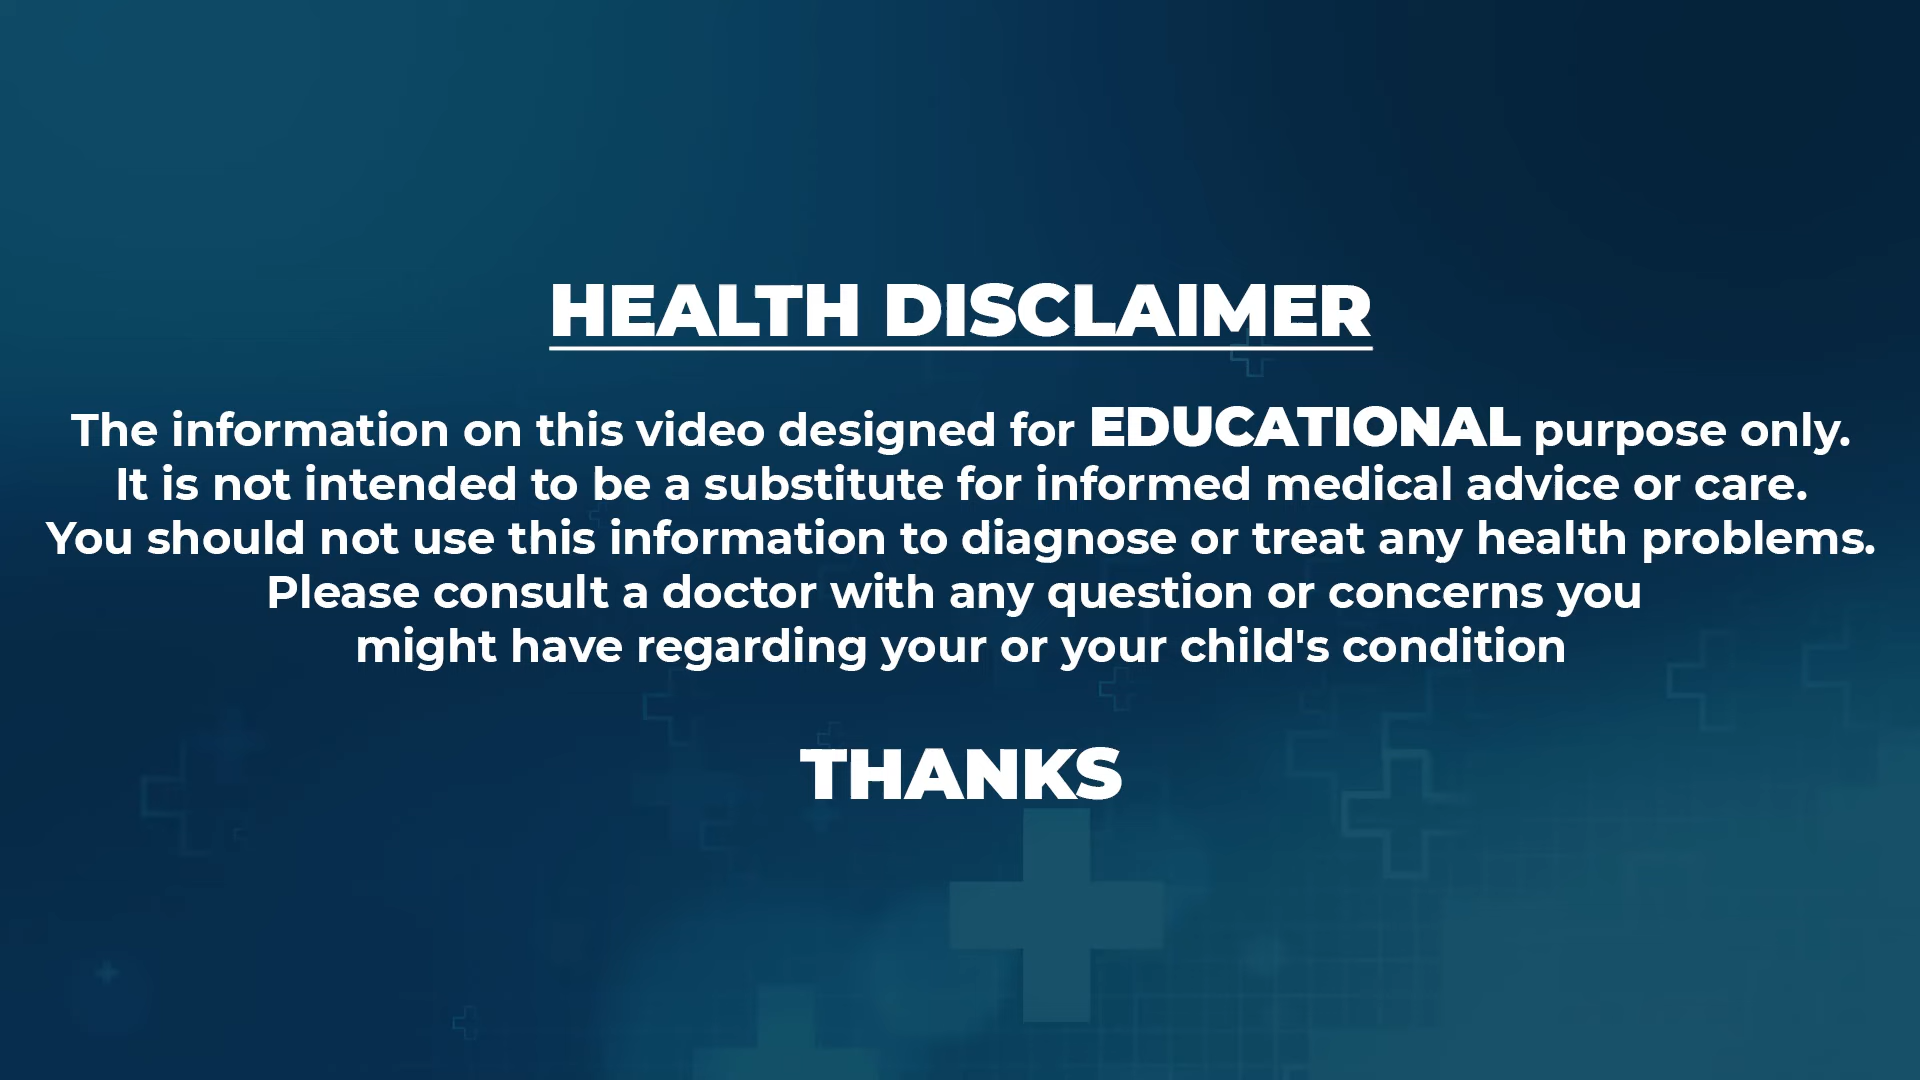 HEALTH DISCLAIMER
The information on this video designed for EDUCATIONAL purpose only.
It is not intended to be a substitute for informed medical advice or care.
You should not use this information to diagnose or treat any health problems.
Please consult a doctor with any question or concerns you
might have regarding your or your child's condition
THANKS